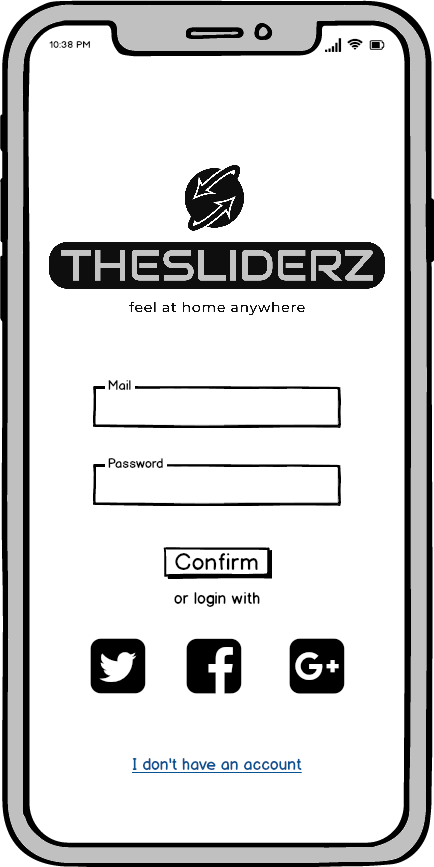 10:38 PM
THESLIDERZ
feel at home anywhere
Mail
Password
Confirm
or login with
G+
I don't have an account